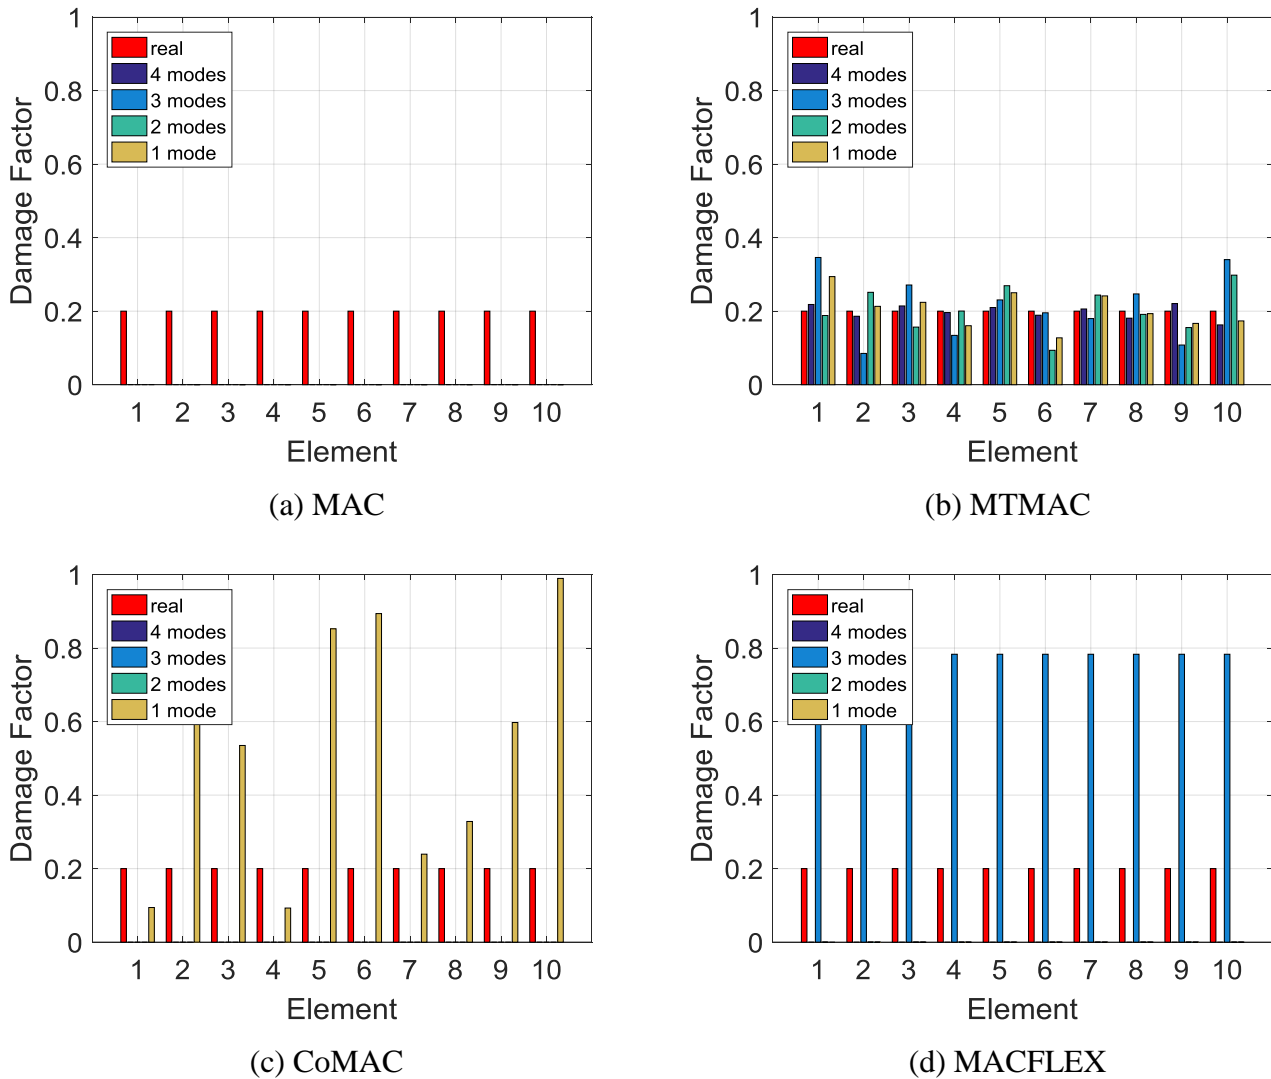 1
0.8
0.6
0.4
0.2
0
Damage Factor
real
4 modes
3 modes
2 modes
1 mode
1 2 3 4 5 6 7 8 9 10
Element
(a) MAC
1
0.8
0.6
0.4
0.2
0
Damage Factor
real
4 modes
3 modes
2 modes
1 mode
1 2 3 4 5 6 7 8 9 10
Element
(b) MTMAC
1
0.8
0.6
0.4
0.2
0
Damage Factor
real
4 modes
3 modes
2 modes
1 mode
1 2 3 4 5 6 7 8 9 10
Element
(c) CoMAC
1
0.8
0.6
0.4
0.2
0
Damage Factor
real
4 modes
3 modes
2 modes
1 mode
1 2 3 4 5 6 7 8 9 10
Element
(d) MACFLEX